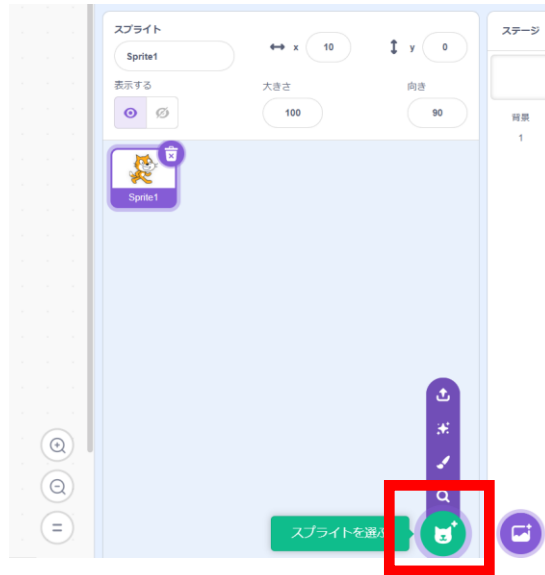 スプライト
Sprite1
x
10
y
0
ステージ
表示する
大きさ
100
向き
90
背景
1
Sprite1
スプライトを選ぶ